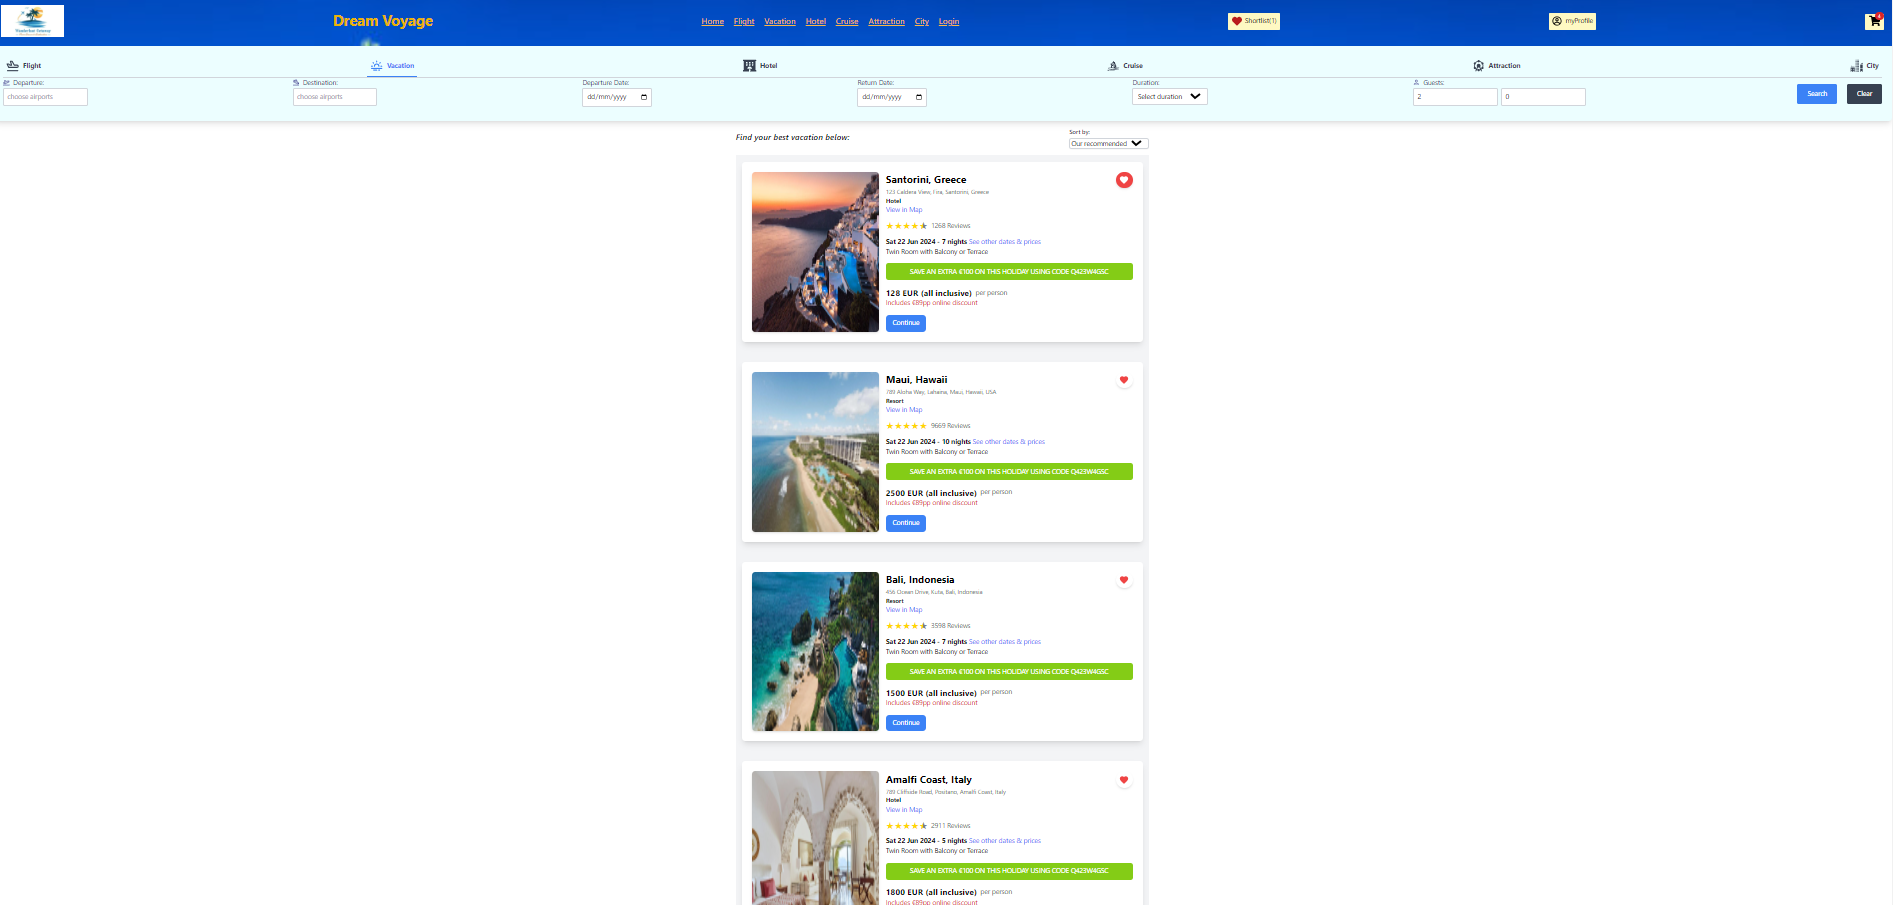 Dream Voyage
Home Flight Vacation Hotel Cruise Attraction City Login
Shortlist(1)
myProfile
Flight
Vacation
Hotel
Cruise
Attraction
City
Departure:
choose airports
Destination:
choose airports
Departure Date:
dd/mm/yyyy
Return Date:
dd/mm/yyyy
Duration:
Select duration
Guests:
2
0
Search
Clear
Find your best vacation below:
Sort by:
Our recommended
Santorini, Greece
123 Caldera View, Fira, Santorini, Greece
Hotel
View in Map
1268 Reviews
Sat 22 Jun 2024 - 7 nights See other dates & prices
Twin Room with Balcony or Terrace
SAVE AN EXTRA €100 ON THIS HOLIDAY USING CODE Q423W4GSC
128 EUR (all inclusive) per person
Includes €89pp online discount
Continue
Maui, Hawaii
789 Aloha Way, Lahaina, Maui, Hawaii, USA
Resort
View in Map
9669 Reviews
Sat 22 Jun 2024 - 10 nights See other dates & prices
Twin Room with Balcony or Terrace
SAVE AN EXTRA €100 ON THIS HOLIDAY USING CODE Q423W4GSC
2500 EUR (all inclusive) per person
Includes €89pp online discount
Continue
Bali, Indonesia
456 Ocean Drive, Kuta, Bali, Indonesia
Resort
View in Map
3598 Reviews
Sat 22 Jun 2024 - 7 nights See other dates & prices
Twin Room with Balcony or Terrace
SAVE AN EXTRA €100 ON THIS HOLIDAY USING CODE Q423W4GSC
1500 EUR (all inclusive) per person
Includes €89pp online discount
Continue
Amalfi Coast, Italy
789 Cliffside Road, Positano, Amalfi Coast, Italy
Hotel
View in Map
2911 Reviews
Sat 22 Jun 2024 - 5 nights See other dates & prices
Twin Room with Balcony or Terrace
SAVE AN EXTRA €100 ON THIS HOLIDAY USING CODE Q423W4GSC
1800 EUR (all inclusive) per person
Includes €89pp online discount